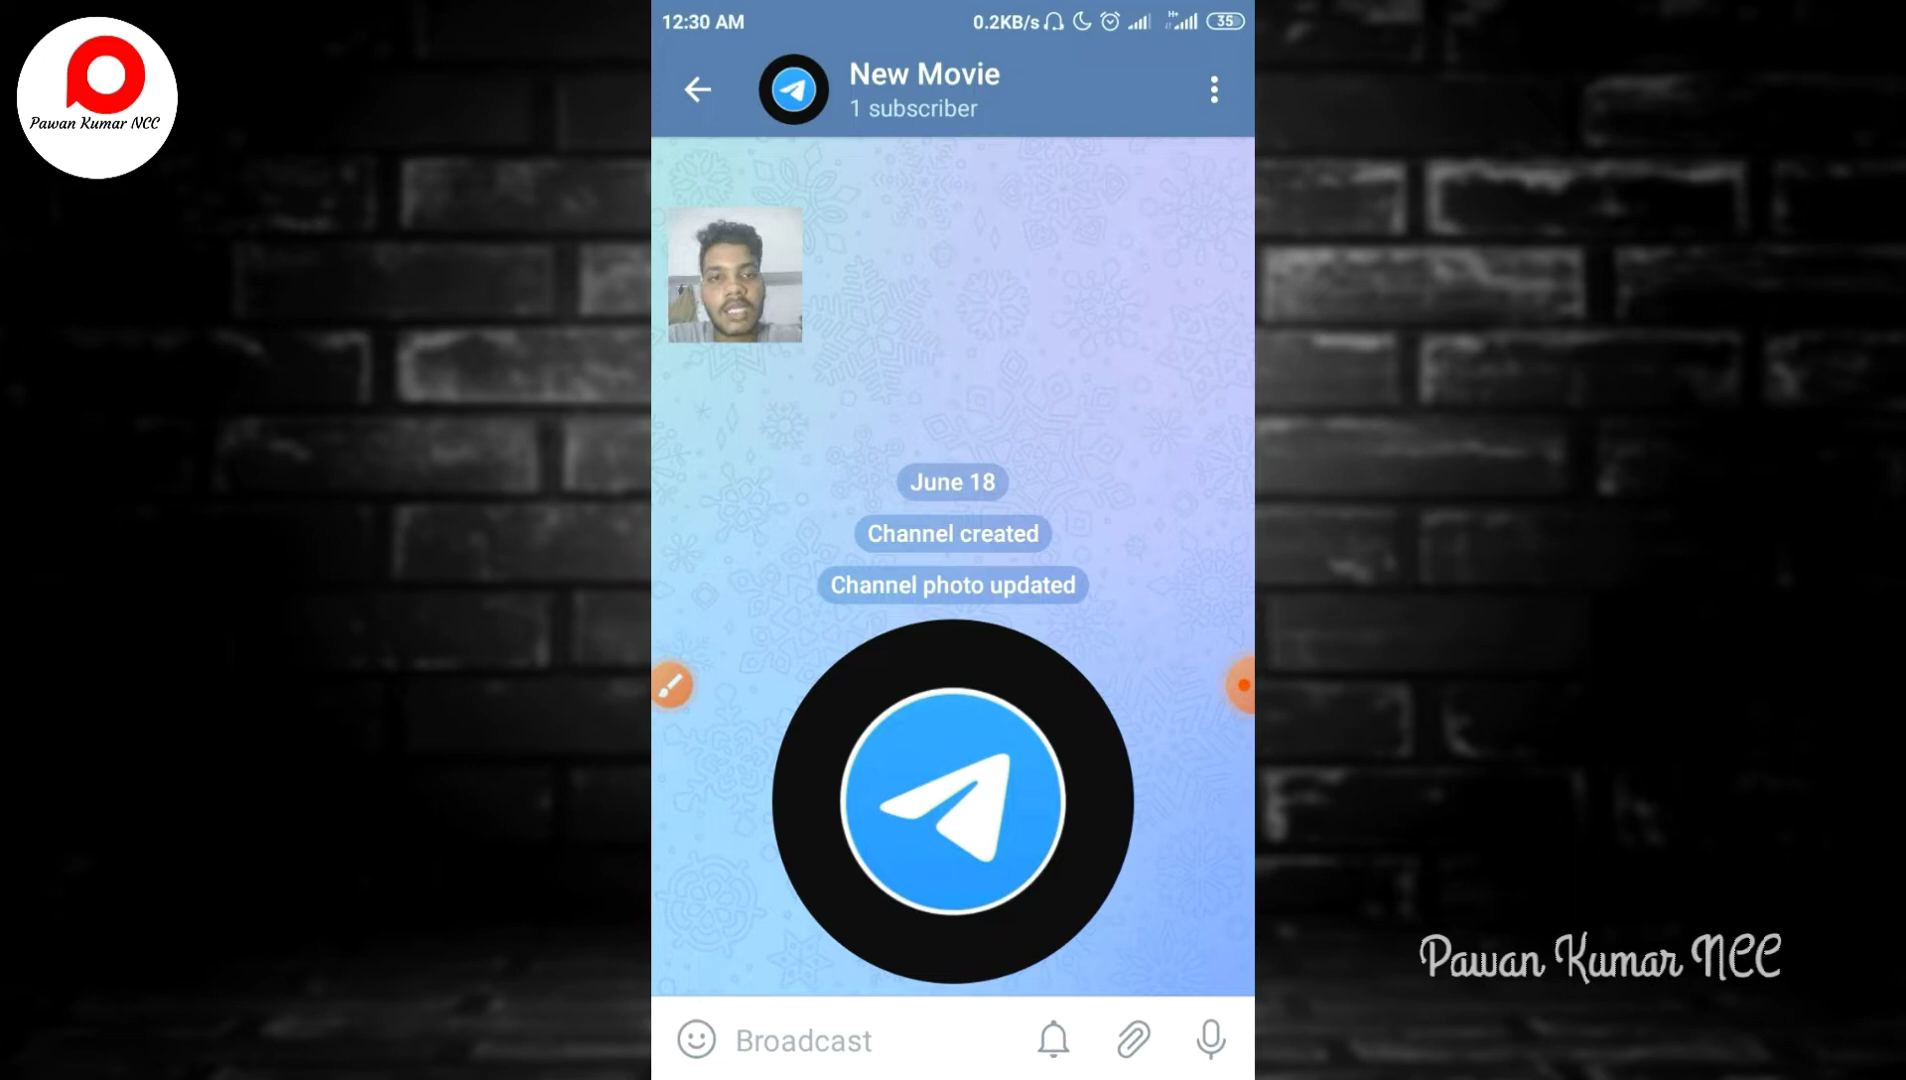 Pawan Kumar NCC
12:30 AM
0.2KB/s
H+
35
New Movie
1 subscriber
June 18
Channel created
Channel photo updated
Broadcast
Pawan Kumar NCC